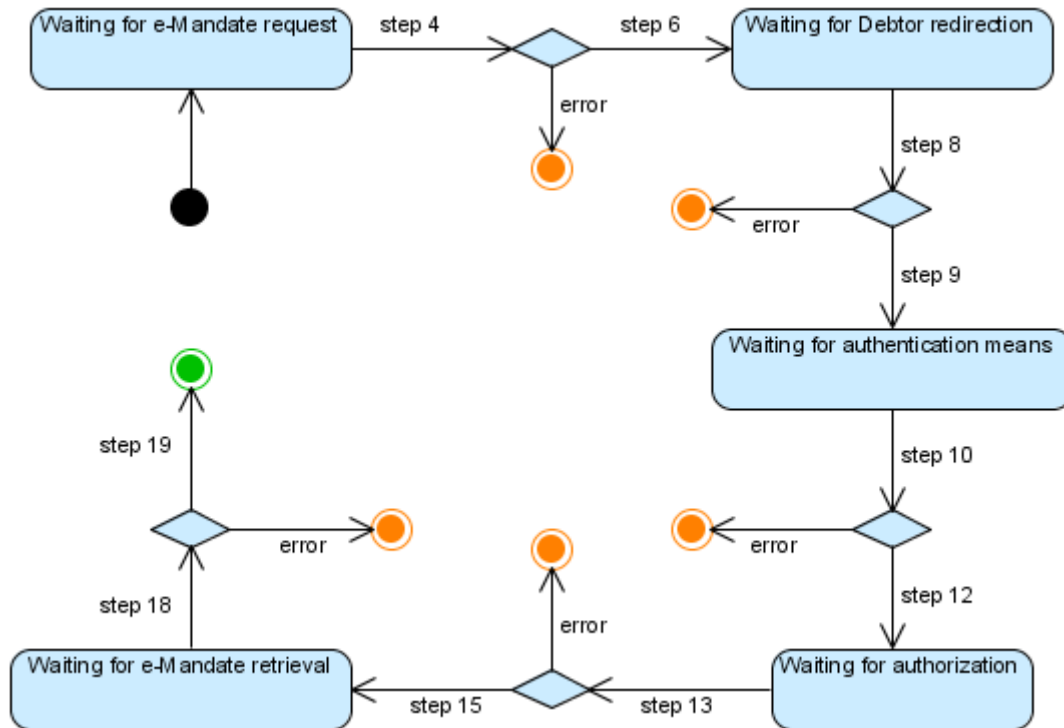 Waiting for e-Mandate request
step 4
step 6
Waiting for Debtor redirection
error
step 8
error
step 9
Waiting for authentication means
step 19
step 10
error
error
step 18
error
step 12
Waiting for e-Mandate retrieval
step 15
step 13
Waiting for authorization